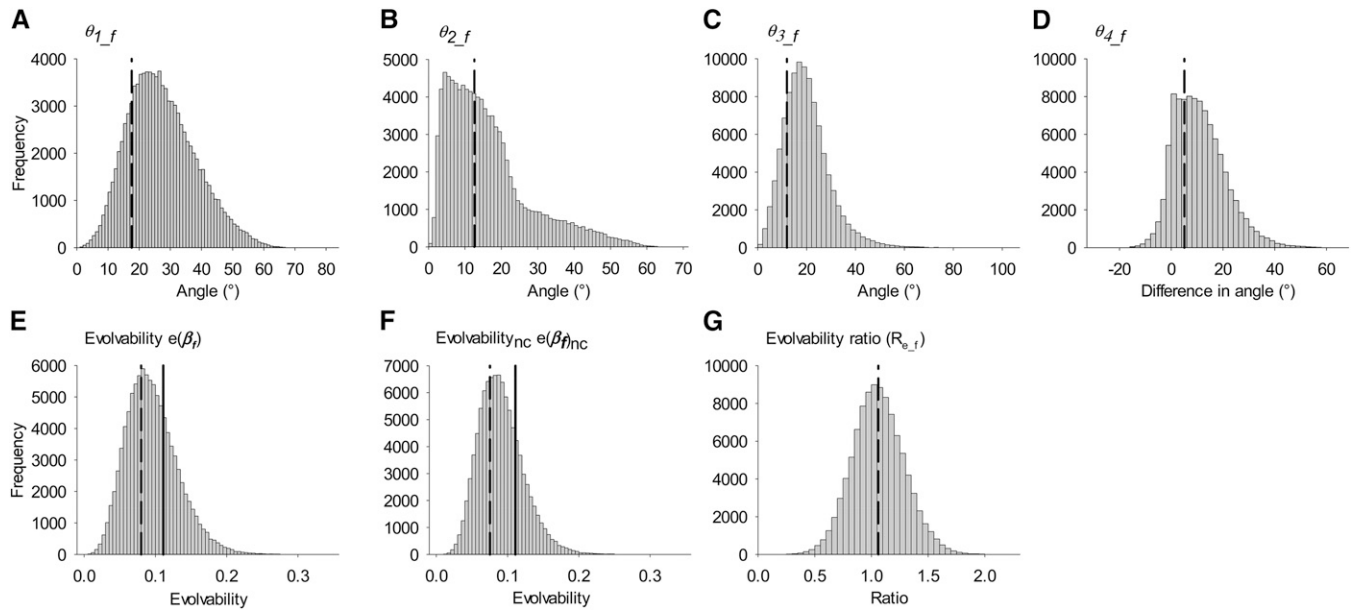 A
θ1_f
4000
3000
2000
1000
0
Frequency
0 10 20 30 40 50 60 70 80
Angle (°)
B
θ2_f
5000
4000
3000
2000
1000
0
0 10 20 30 40 50 60 70
Angle (°)
C
θ3_f
10000
8000
6000
4000
2000
0
0 20 40 60 80 100
Angle (°)
D
θ4_f
10000
8000
6000
4000
2000
0
-20 0 20 40 60
Difference in angle (°)
E
Evolvability e(βf)
6000
5000
4000
3000
2000
1000
0
Frequency
0.0 0.1 0.2 0.3
Evolvability
F
Evolvabilitync e(βf)nc
7000
6000
5000
4000
3000
2000
1000
0
0.0 0.1 0.2 0.3
Evolvability
G
Evolvability ratio (Re_f)
10000
8000
6000
4000
2000
0
0.0 0.5 1.0 1.5 2.0
Ratio